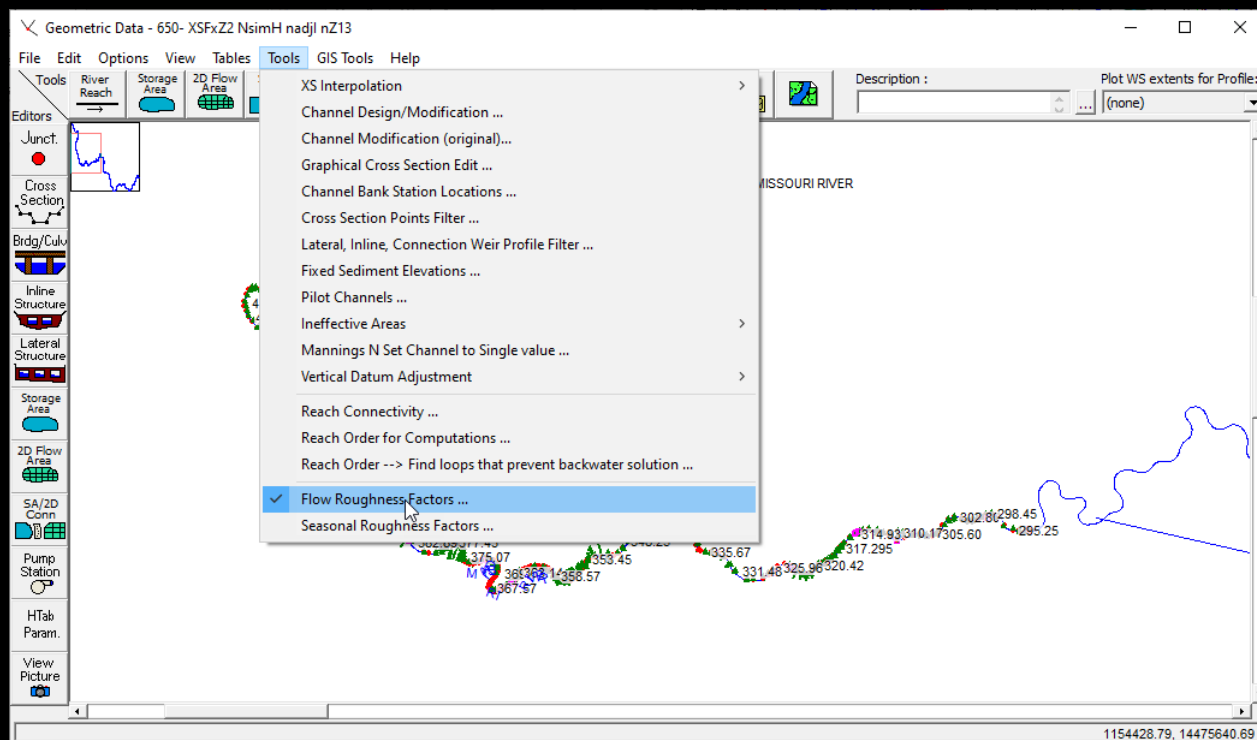 Geometric Data - 650- XSFxZ2 NsimH nadjl nZ13
File Edit Options View Tables Tools GIS Tools Help
Tools
Editors
River
Reach
Storage
Area
2D Flow
Area
Description :
...
Plot WS extents for Profile:
(none)
XS Interpolation
Channel Design/Modification ...
Channel Modification (original)...
Graphical Cross Section Edit ...
Channel Bank Station Locations ...
Cross Section Points Filter ...
Lateral, Inline, Connection Weir Profile Filter ...
Fixed Sediment Elevations ...
Pilot Channels ...
Ineffective Areas
Mannings N Set Channel to Single value ...
Vertical Datum Adjustment
Reach Connectivity ...
Reach Order for Computations ...
Reach Order --> Find loops that prevent backwater solution ...
Flow Roughness Factors ...
Seasonal Roughness Factors ...
Junct.
Cross
Section
Brdg/Culv
Inline
Structure
Lateral
Structure
Storage
Area
2D Flow
Area
SA/2D
Conn
Pump
Station
HTab
Param.
View
Picture
MISSOURI RIVER
375.07
367.57
358.57
353.45
335.67
331.48
325.96
320.42
317.295
314.93
310.17
305.60
302.80
298.45
295.25
1154428.79, 14475640.69